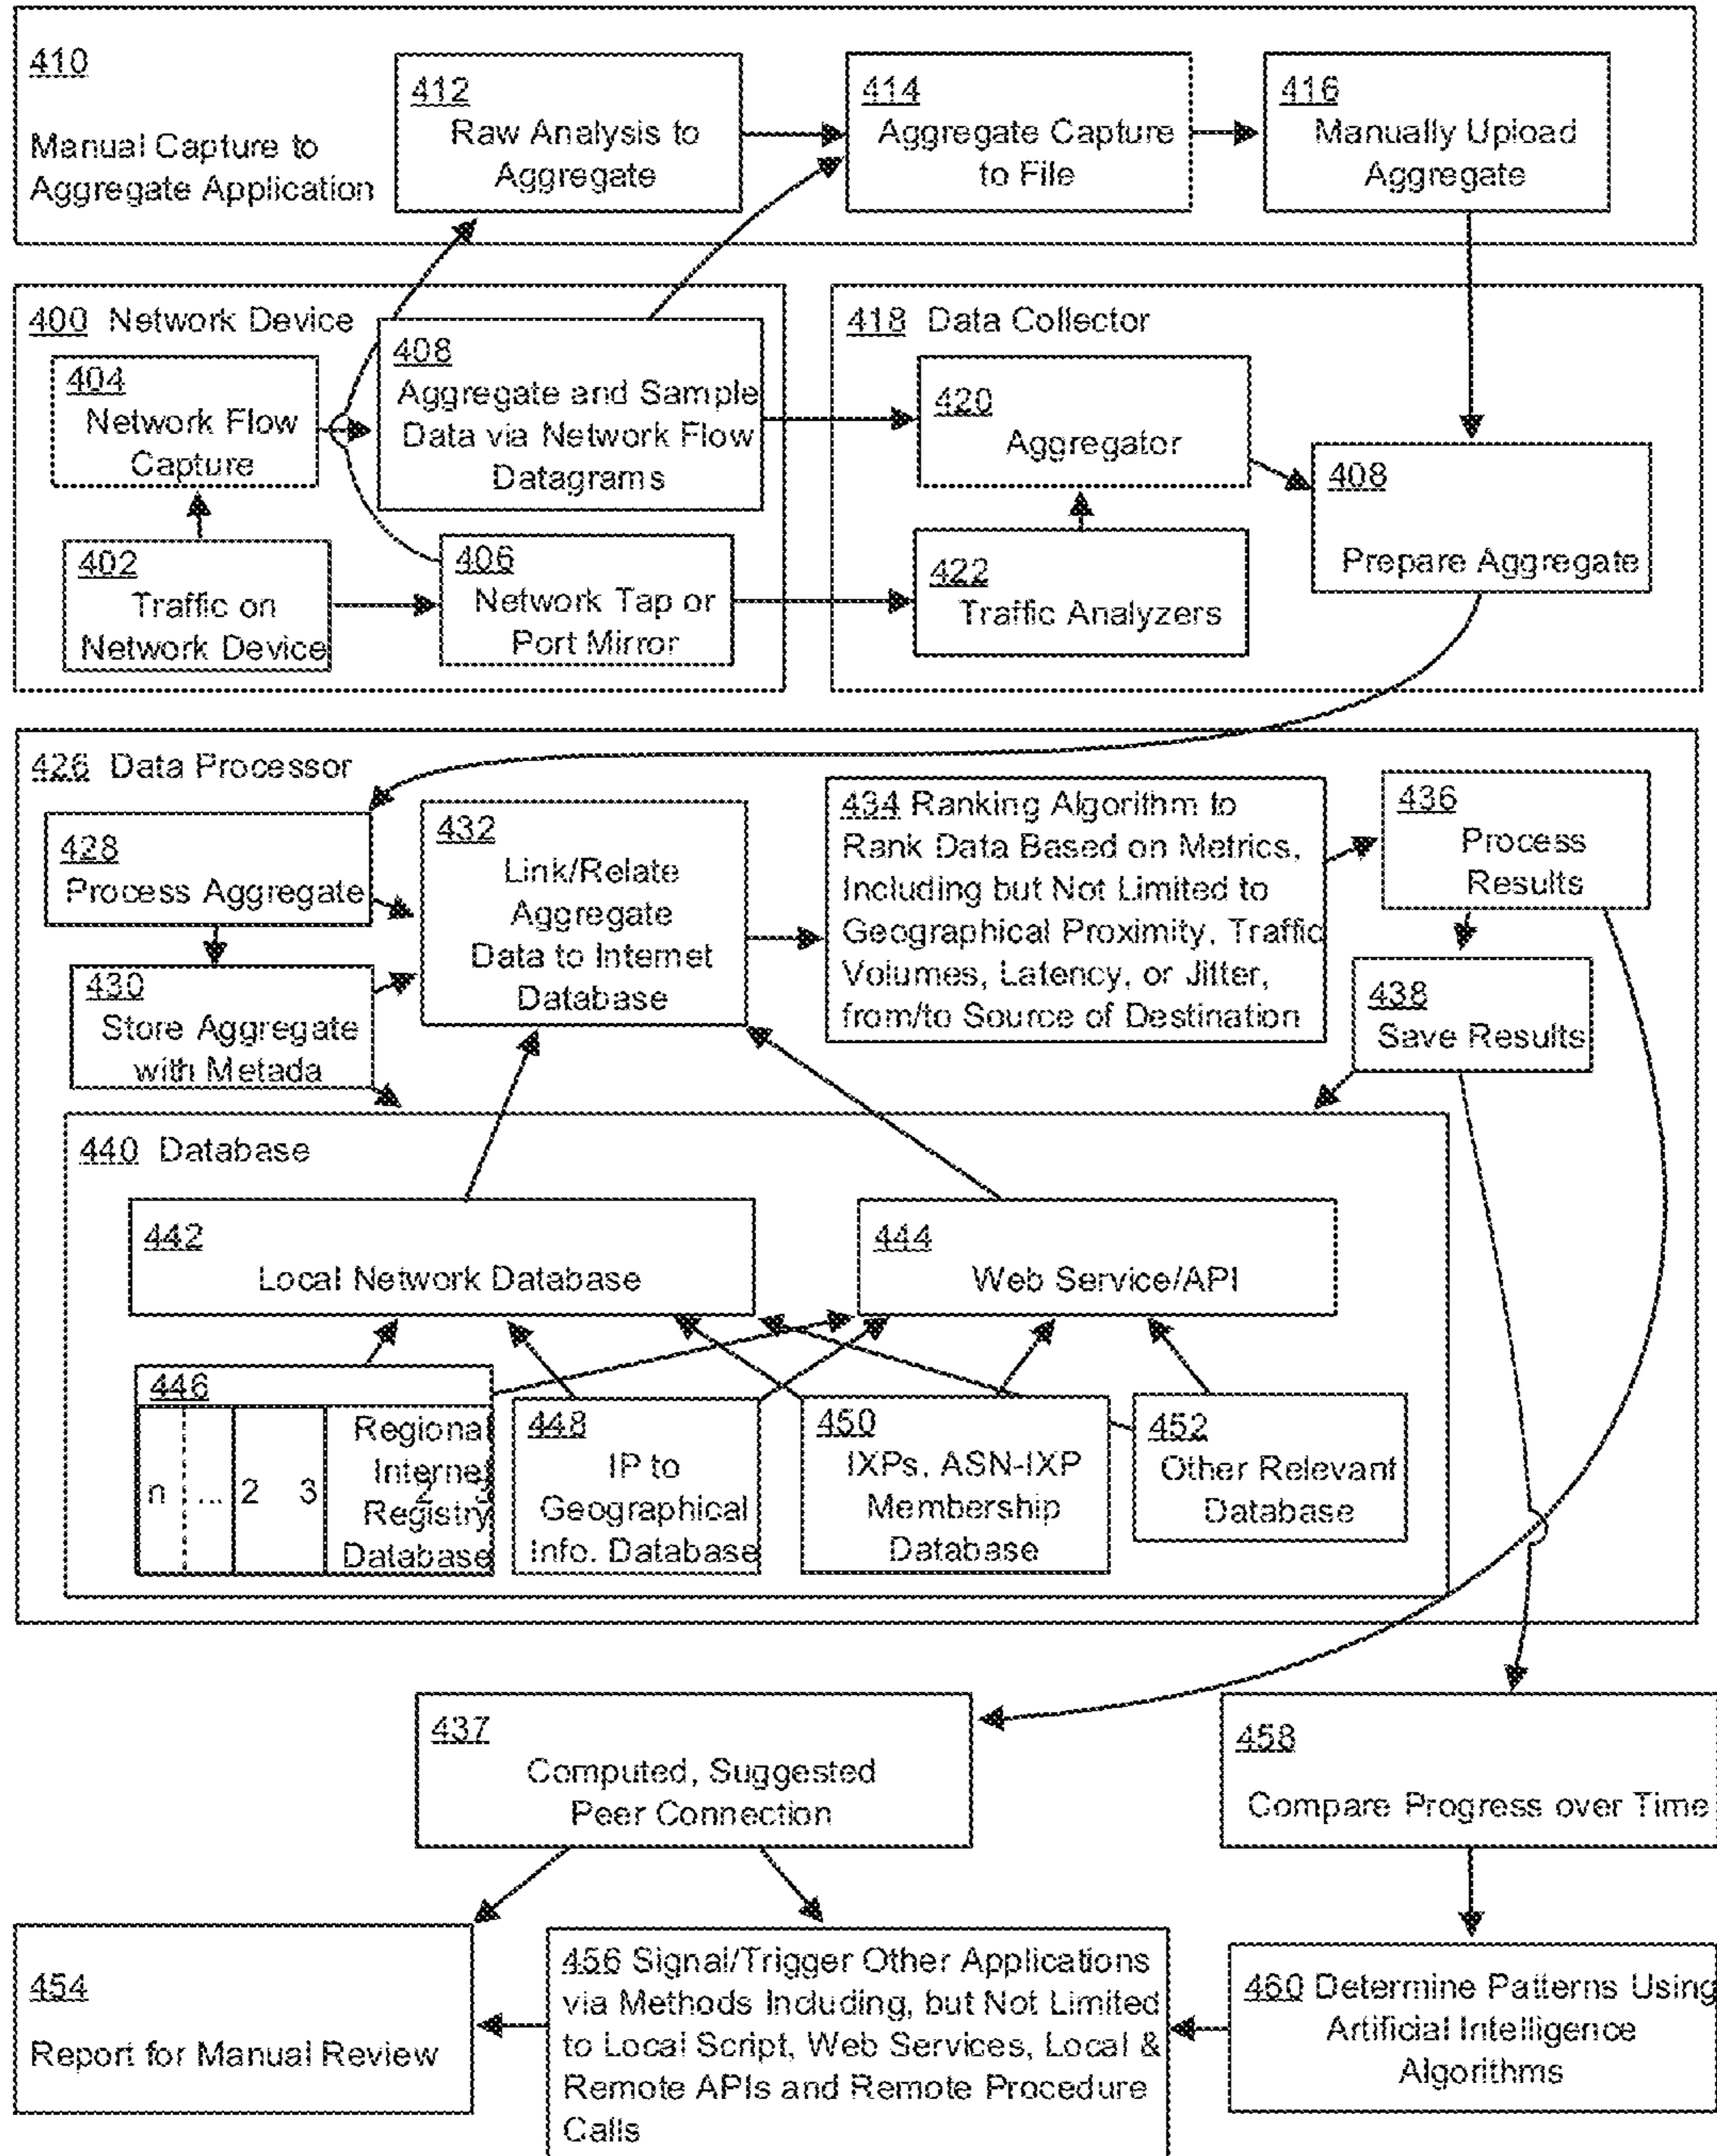 410
Manual Capture to
Aggregate Application
412
Raw Analysis to
Aggregate
414
Aggregate Capture
to File
416
Manually Upload
Aggregate
400 Network Device
404
Network Flow
Capture
408
Aggregate and Sample
Data via Network Flow
Datagrams
402
Traffic on
Network Device
406
Network Tap or
Port Mirror
418 Data Collector
420
Aggregator
422
Traffic Analyzers
408
Prepare Aggregate
426 Data Processor
428
Process Aggregate
430
Store Aggregate
with Metada
432
Link/Relate
Aggregate
Data to Internet
Database
434 Ranking Algorithm to
Rank Data Based on Metrics,
Including but Not Limited to
Geographical Proximity, Traffic
Volumes, Latency, or Jitter,
from/to Source of Destination
436
Process
Results
438
Save Results
440 Database
442
Local Network Database
444
Web Service/API
446
n ... 2 3
Regional
Internet
2 3
Registry
Database
448
IP to
Geographical
Info. Database
450
IXPs, ASN-IXP
Membership
Database
452
Other Relevant
Database
437
Computed, Suggested
Peer Connection
458
Compare Progress over Time
454
Report for Manual Review
456 Signal/Trigger Other Applications
via Methods Including, but Not Limited
to Local Script, Web Services, Local &
Remote APIs and Remote Procedure
Calls
460 Determine Patterns Using
Artificial Intelligence
Algorithms